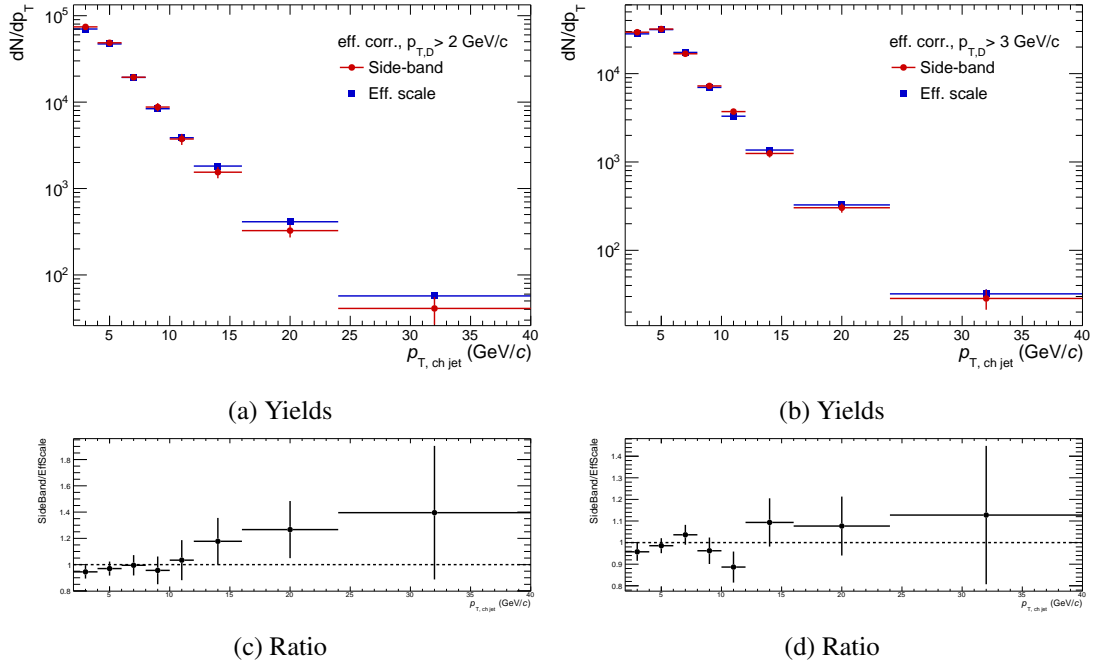 dN/dp_T
10^5
10^4
10^3
10^2
eff. corr., p_T,D > 2 GeV/c
Side-band
Eff. scale
5 10 15 20 25 30 35 40
p_T, ch jet (GeV/c)
(a) Yields
dN/dp_T
10^4
10^3
10^2
eff. corr., p_T,D > 3 GeV/c
Side-band
Eff. scale
5 10 15 20 25 30 35 40
p_T, ch jet (GeV/c)
(b) Yields
SideBand/EffScale
1.8
1.6
1.4
1.2
1
0.8
5 10 15 20 25 30 35 40
p_T, ch jet (GeV/c)
(c) Ratio
SideBand/EffScale
1.4
1.3
1.2
1.1
1
0.9
0.8
5 10 15 20 25 30 35 40
p_T, ch jet (GeV/c)
(d) Ratio